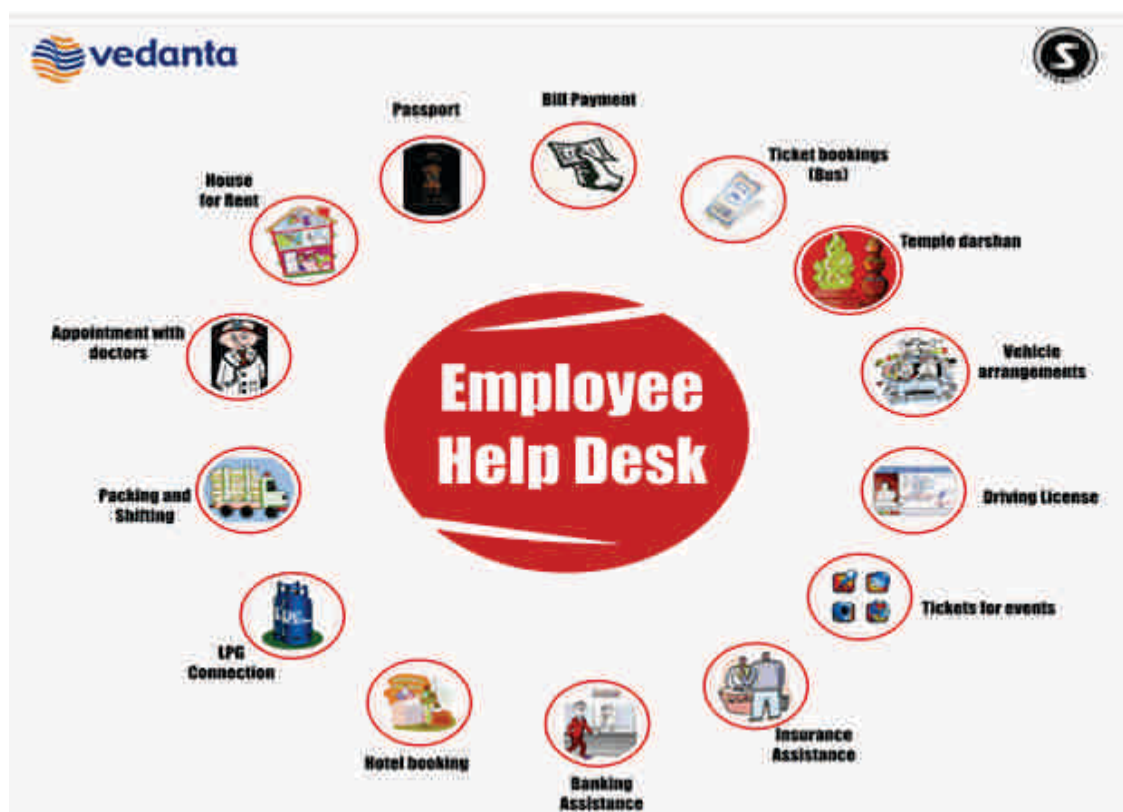 vedanta
S
Passport
Bill Payment
Ticket bookings
(Bus)
House
for Rent
Temple darshan
Appointment with
doctors
Employee
Help Desk
Vehicle
arrangements
Packing and
Shifting
Driving License
LPG
Connection
Tickets for events
Hotel booking
Banking
Assistance
Insurance
Assistance